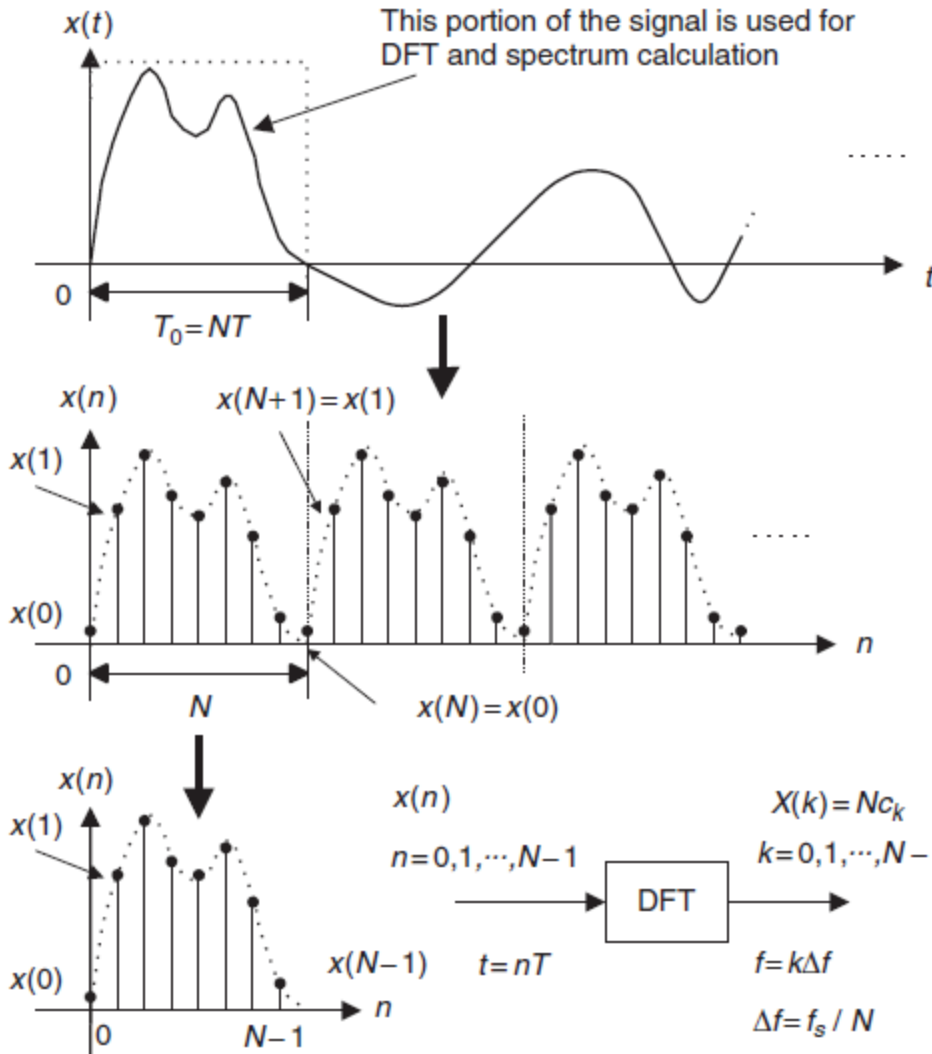 x(t)
This portion of the signal is used for
DFT and spectrum calculation
0
t
T₀=NT
x(n)
x(N+1)=x(1)
x(1)
x(0)
0
n
N
x(N)=x(0)
x(n)
x(1)
x(0)
0
N−1
x(N−1)
n
x(n)
n=0,1,···,N−1
t=nT
DFT
X(k)=Ncₖ
k=0,1,···,N−
f=kΔf
Δf=fₛ / N